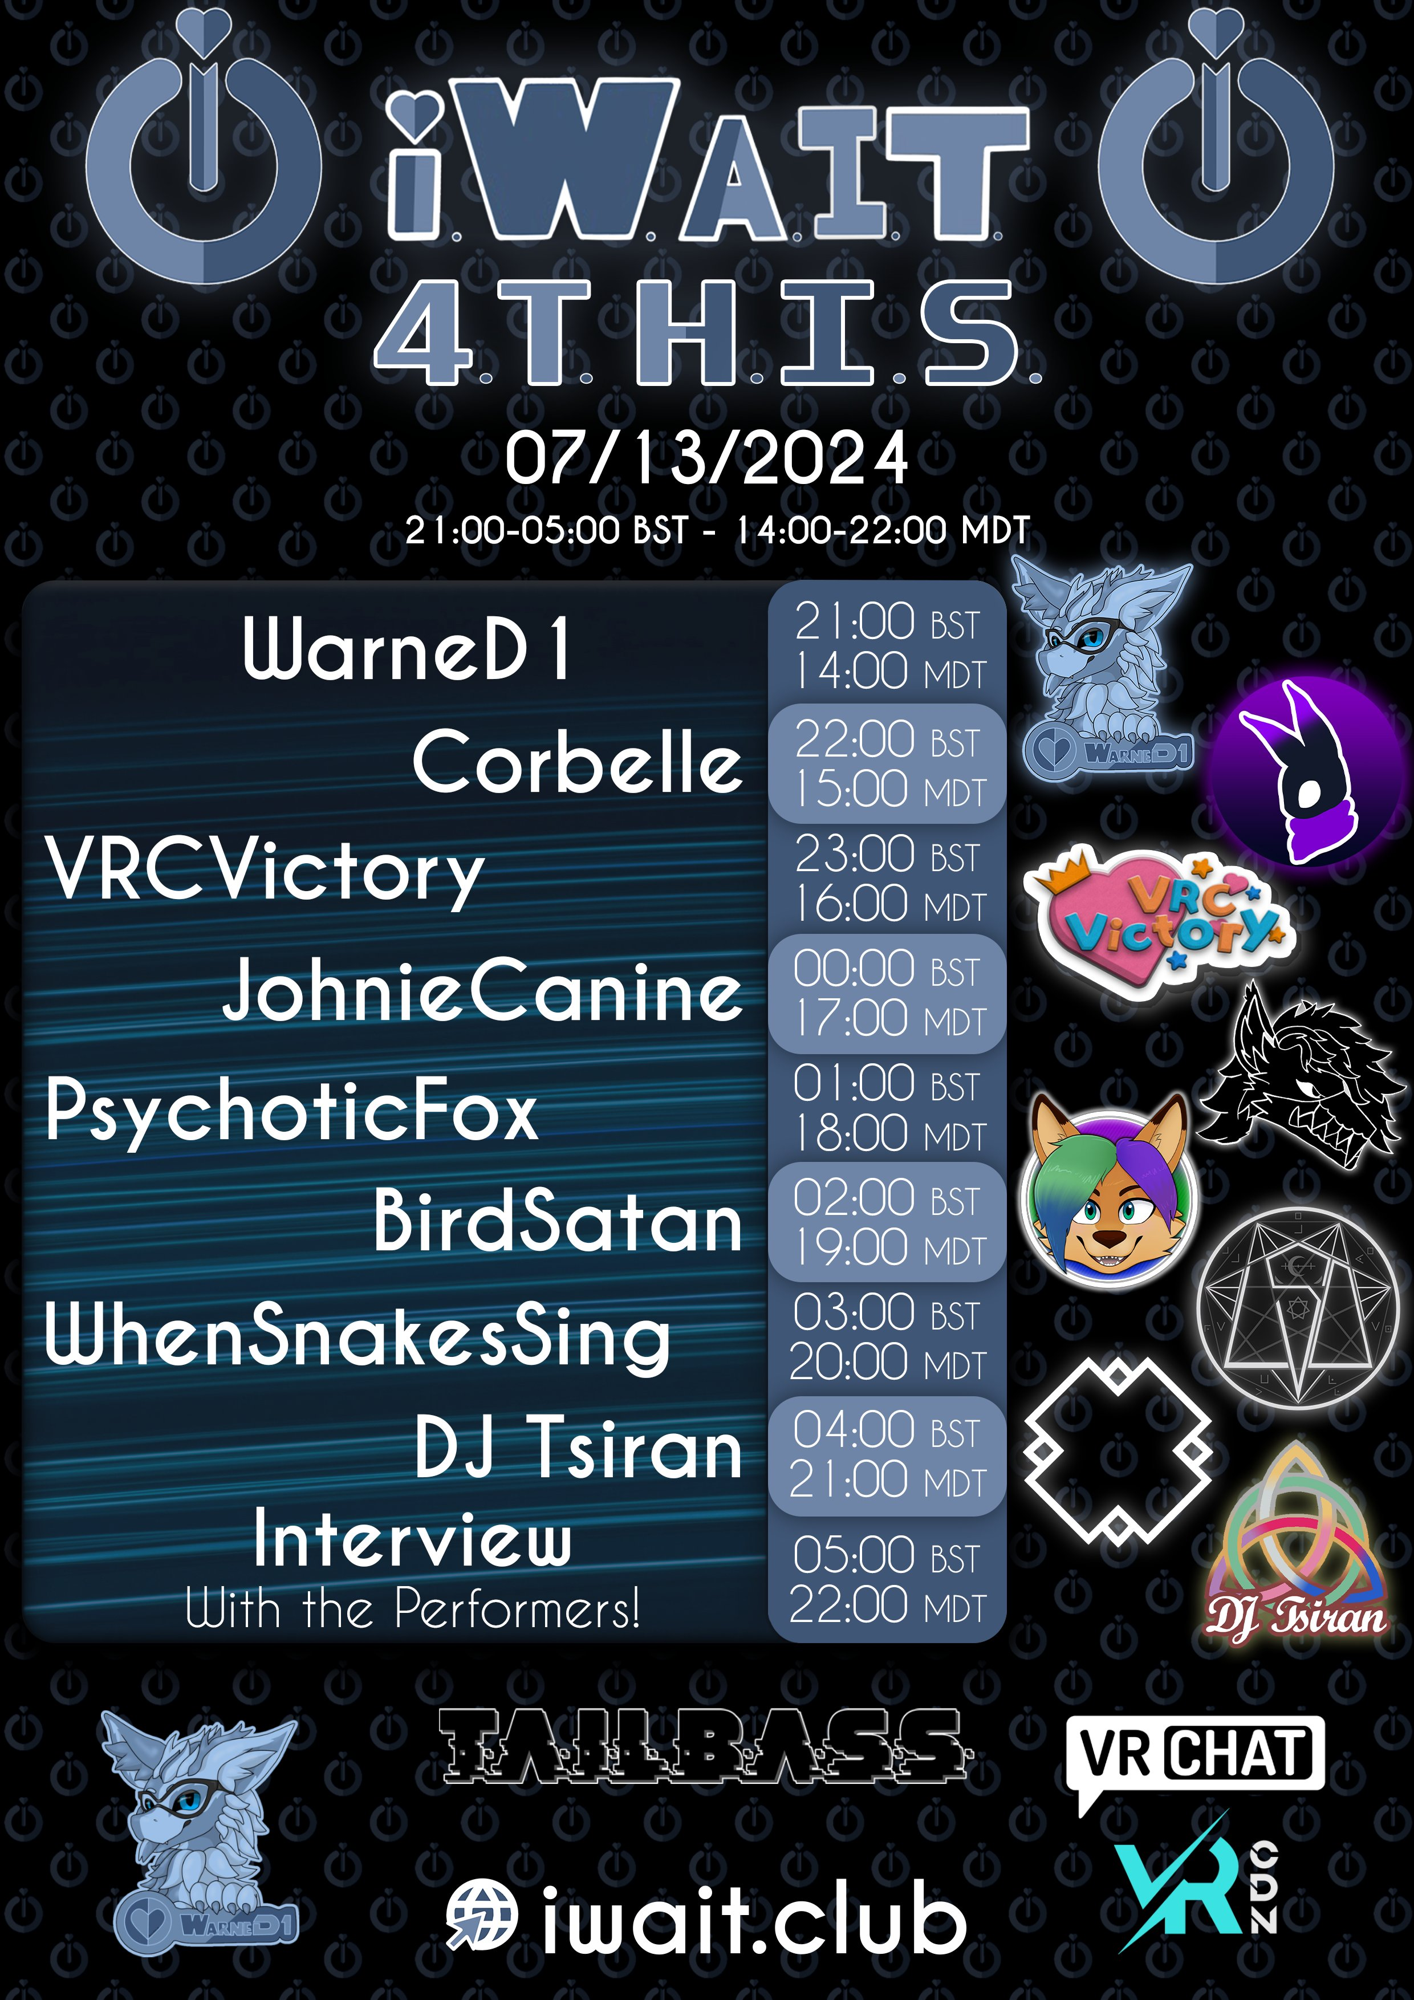 i.W.A.I.T.
4.T.H.I.S.
07/13/2024
21:00-05:00 BST - 14:00-22:00 MDT
WarneD1
21:00 BST
14:00 MDT
Corbelle
22:00 BST
15:00 MDT
VRCVictory
23:00 BST
16:00 MDT
JohnieCanine
00:00 BST
17:00 MDT
PsychoticFox
01:00 BST
18:00 MDT
BirdSatan
02:00 BST
19:00 MDT
WhenSnakesSing
03:00 BST
20:00 MDT
DJ Tsiran
04:00 BST
21:00 MDT
Interview
With the Performers!
05:00 BST
22:00 MDT
WARNED1
VRC
Victory
DJ Tsiran
WARNED1
T.A.I.L.B.A.S.S.
iwait.club
VRCHAT
VR
CDN